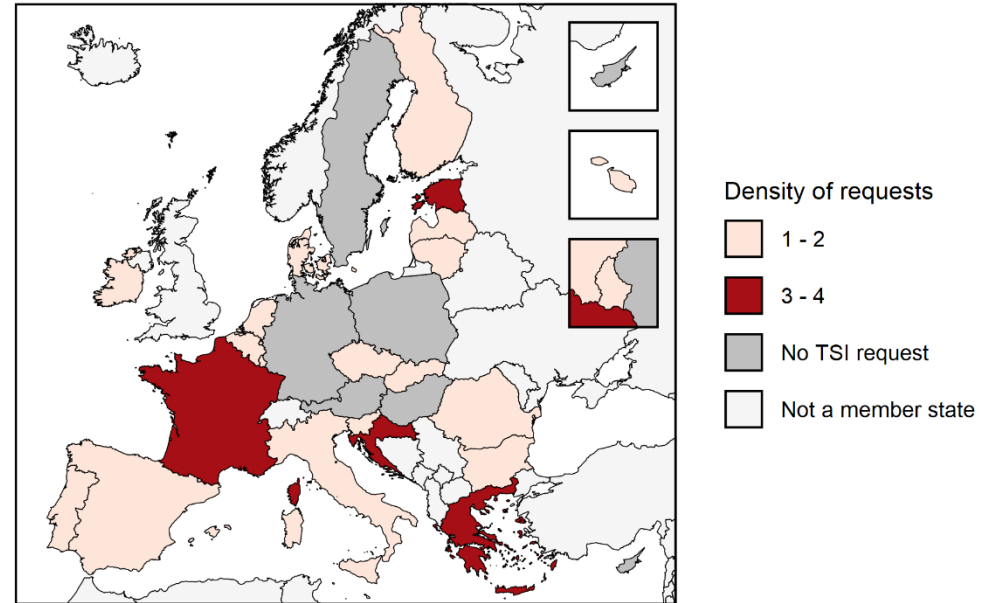 Density of requests
1 - 2
3 - 4
No TSI request
Not a member state